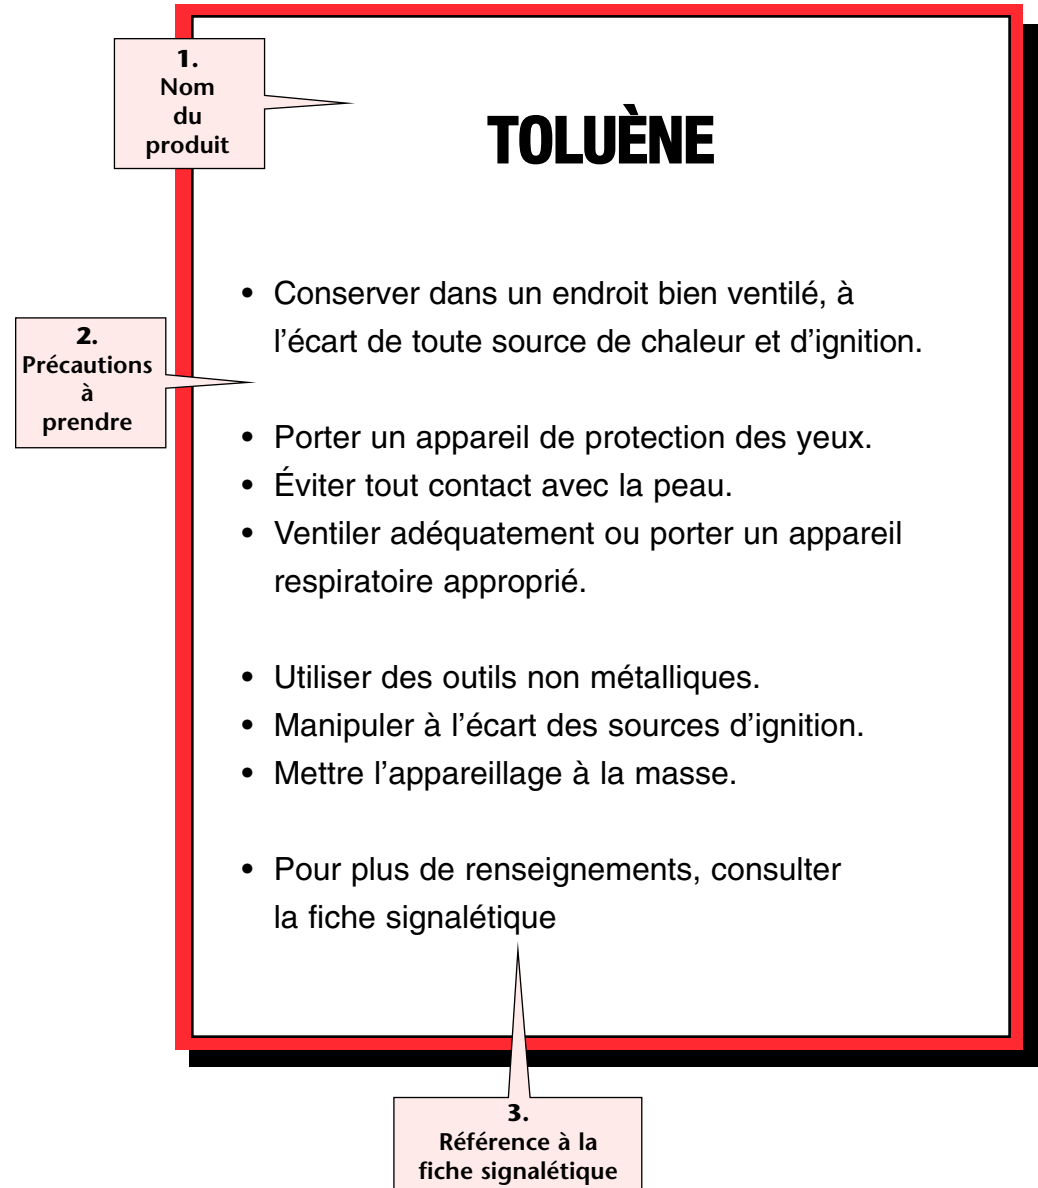 1.
Nom
du
produit
TOLUÈNE
• Conserver dans un endroit bien ventilé, à
l’écart de toute source de chaleur et d’ignition.
2.
Précautions
à
prendre
• Porter un appareil de protection des yeux.
• Éviter tout contact avec la peau.
• Ventiler adéquatement ou porter un appareil
respiratoire approprié.
• Utiliser des outils non métalliques.
• Manipuler à l’écart des sources d’ignition.
• Mettre l’appareillage à la masse.
• Pour plus de renseignements, consulter
la fiche signalétique
3.
Référence à la
fiche signalétique